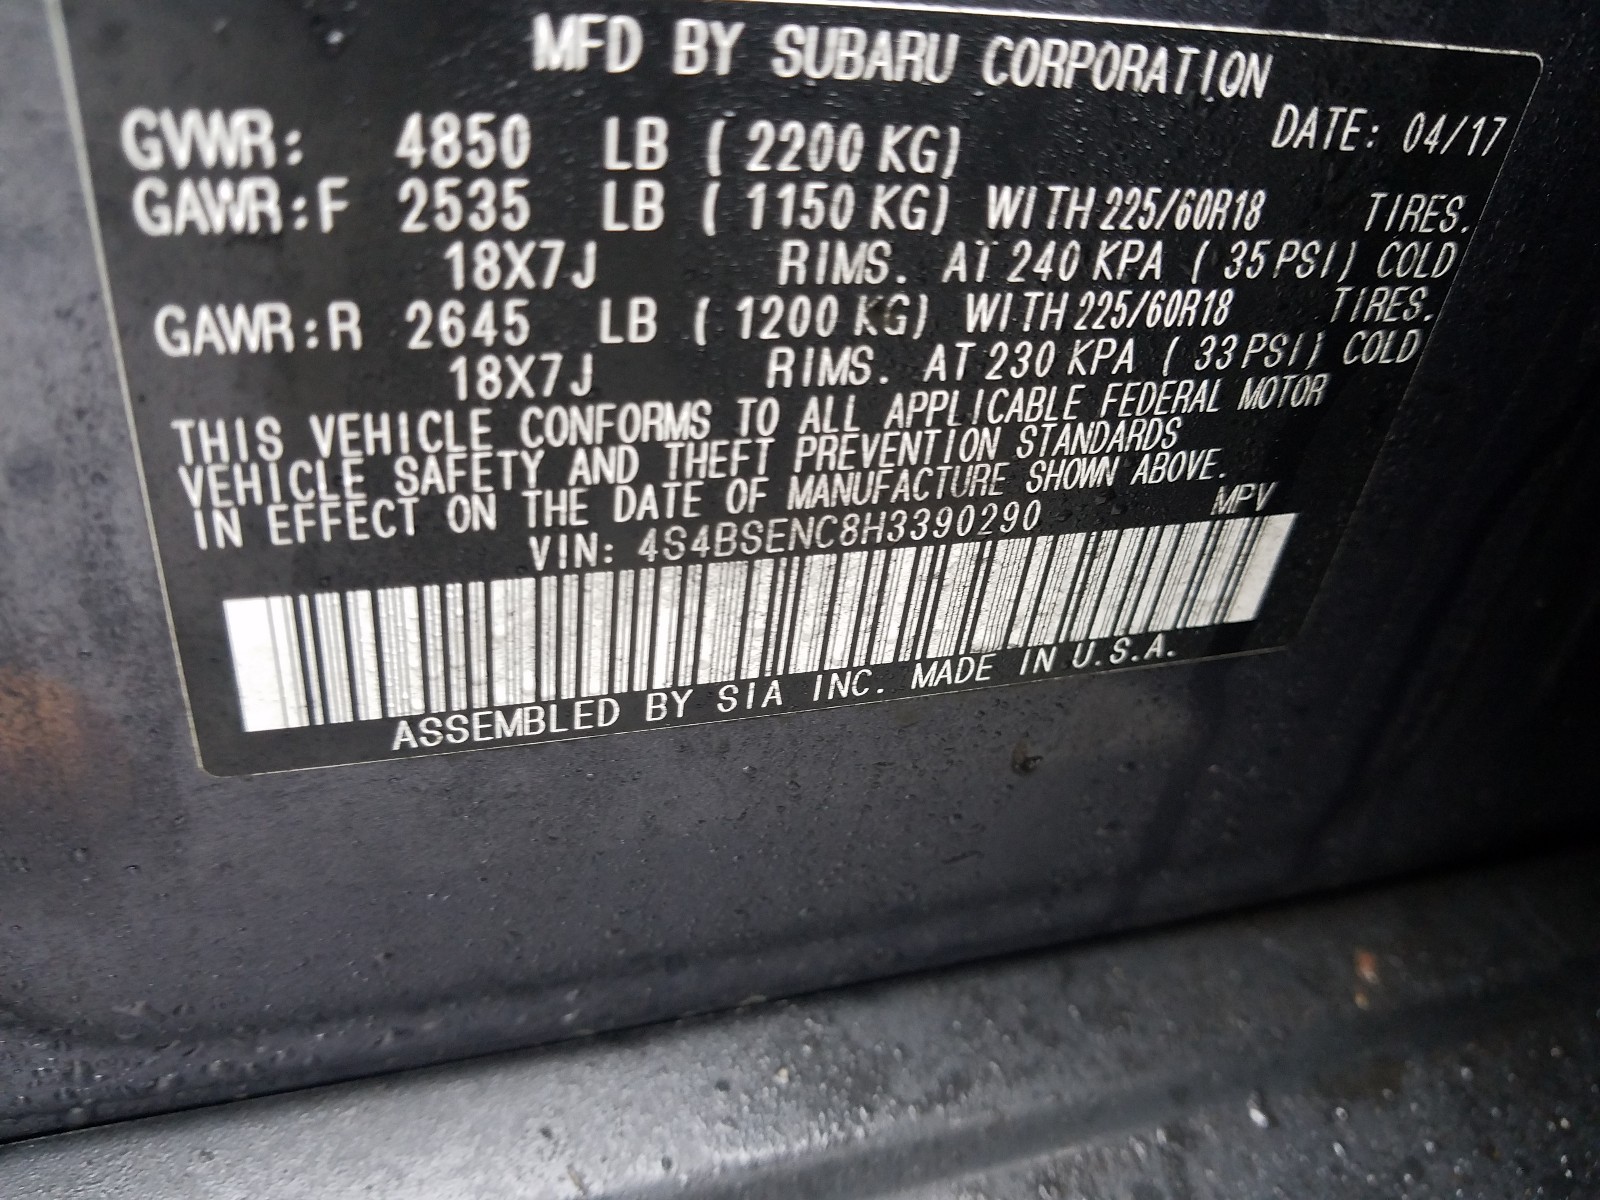 MFD BY SUBARU CORPORATION
DATE: 04/17
GVWR: 4850 LB ( 2200 KG)
GAWR:F 2535 LB ( 1150 KG) WITH 225/60R18 TIRES.
18X7J RIMS. AT 240 KPA ( 35 PSI) COLD
GAWR:R 2645 LB ( 1200 KG) WITH 225/60R18 TIRES.
18X7J RIMS. AT 230 KPA ( 33 PSI) COLD
THIS VEHICLE CONFORMS TO ALL APPLICABLE FEDERAL MOTOR
VEHICLE SAFETY AND THEFT PREVENTION STANDARDS
IN EFFECT ON THE DATE OF MANUFACTURE SHOWN ABOVE.
VIN: 4S4BSENC8H3390290 MPV
ASSEMBLED BY SIA INC. MADE IN U.S.A.